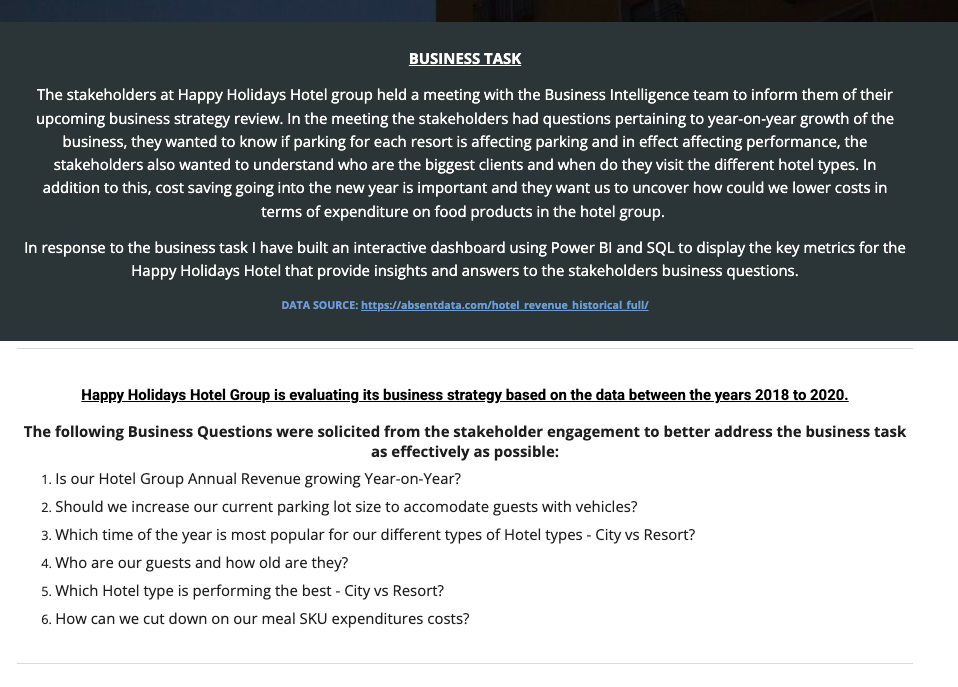 BUSINESS TASK
The stakeholders at Happy Holidays Hotel group held a meeting with the Business Intelligence team to inform them of their
upcoming business strategy review. In the meeting the stakeholders had questions pertaining to year-on-year growth of the
business, they wanted to know if parking for each resort is affecting parking and in effect affecting performance, the
stakeholders also wanted to understand who are the biggest clients and when do they visit the different hotel types. In
addition to this, cost saving going into the new year is important and they want us to uncover how could we lower costs in
terms of expenditure on food products in the hotel group.
In response to the business task I have built an interactive dashboard using Power BI and SQL to display the key metrics for the
Happy Holidays Hotel that provide insights and answers to the stakeholders business questions.
DATA SOURCE: https://absentdata.com/hotel_revenue_historical_full/
Happy Holidays Hotel Group is evaluating its business strategy based on the data between the years 2018 to 2020.
The following Business Questions were solicited from the stakeholder engagement to better address the business task
as effectively as possible:
1. Is our Hotel Group Annual Revenue growing Year-on-Year?
2. Should we increase our current parking lot size to accomodate guests with vehicles?
3. Which time of the year is most popular for our different types of Hotel types - City vs Resort?
4. Who are our guests and how old are they?
5. Which Hotel type is performing the best - City vs Resort?
6. How can we cut down on our meal SKU expenditures costs?